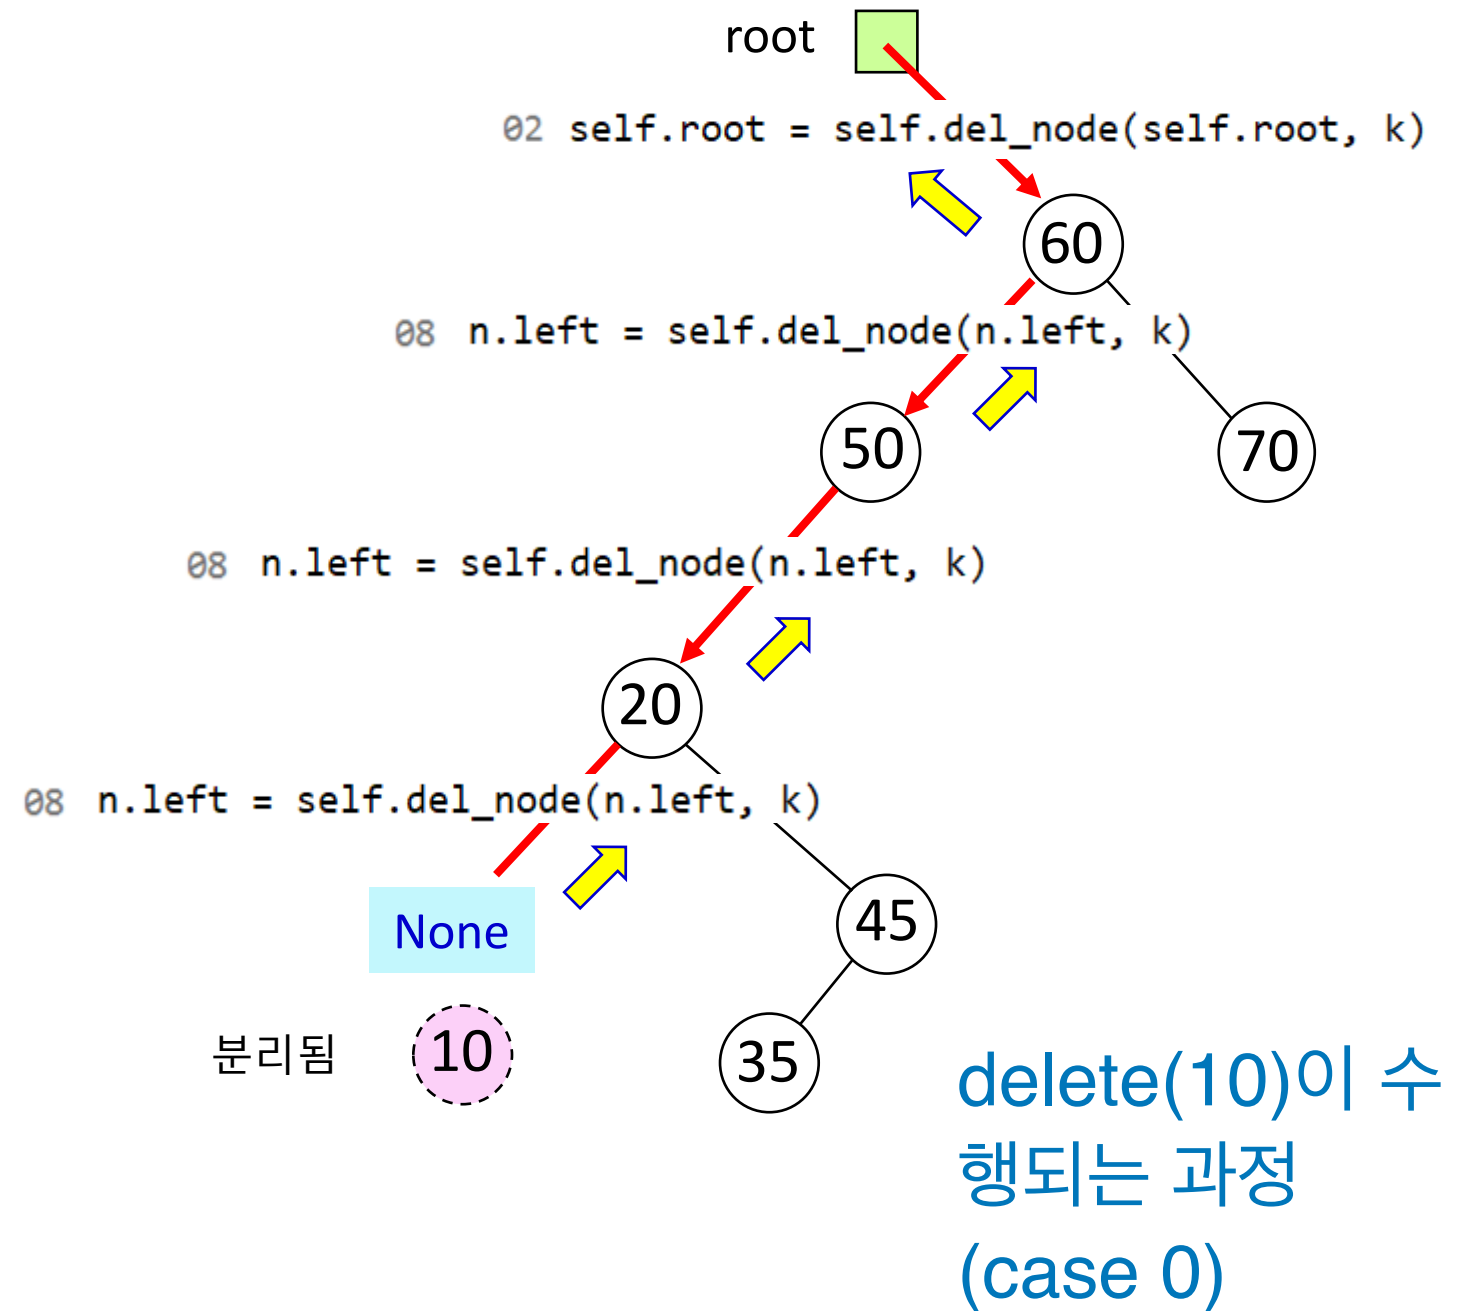 root
02 self.root = self.del_node(self.root, k)
60
08 n.left = self.del_node(n.left, k)
50
70
08 n.left = self.del_node(n.left, k)
20
08 n.left = self.del_node(n.left, k)
None
45
분리됨
10
35
delete(10)이 수
행되는 과정
(case 0)